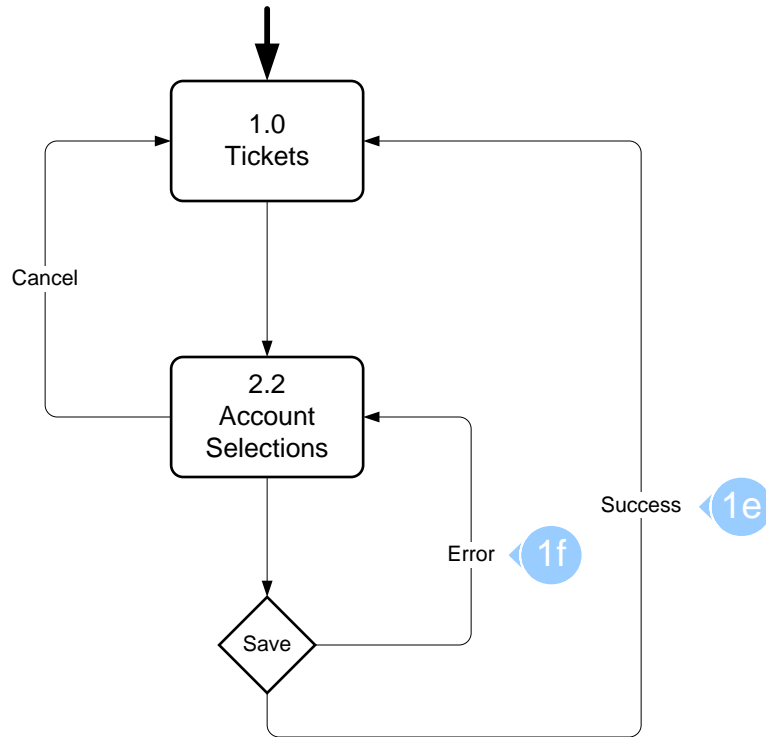 1.0
Tickets
Cancel
2.2
Account
Selections
Success
1e
Error
1f
Save